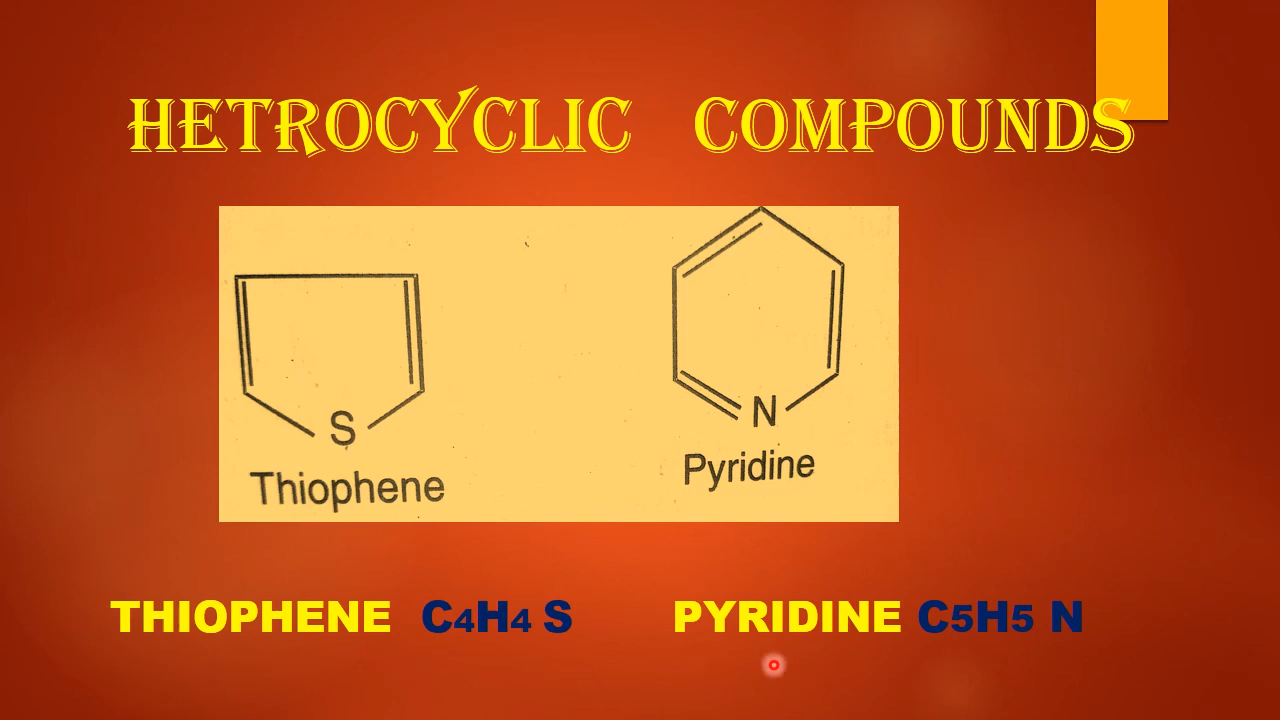 HETROCYCLIC COMPOUNDS
S N
Thiophene Pyridine
THIOPHENE C4H4 S PYRIDINE C5H5 N